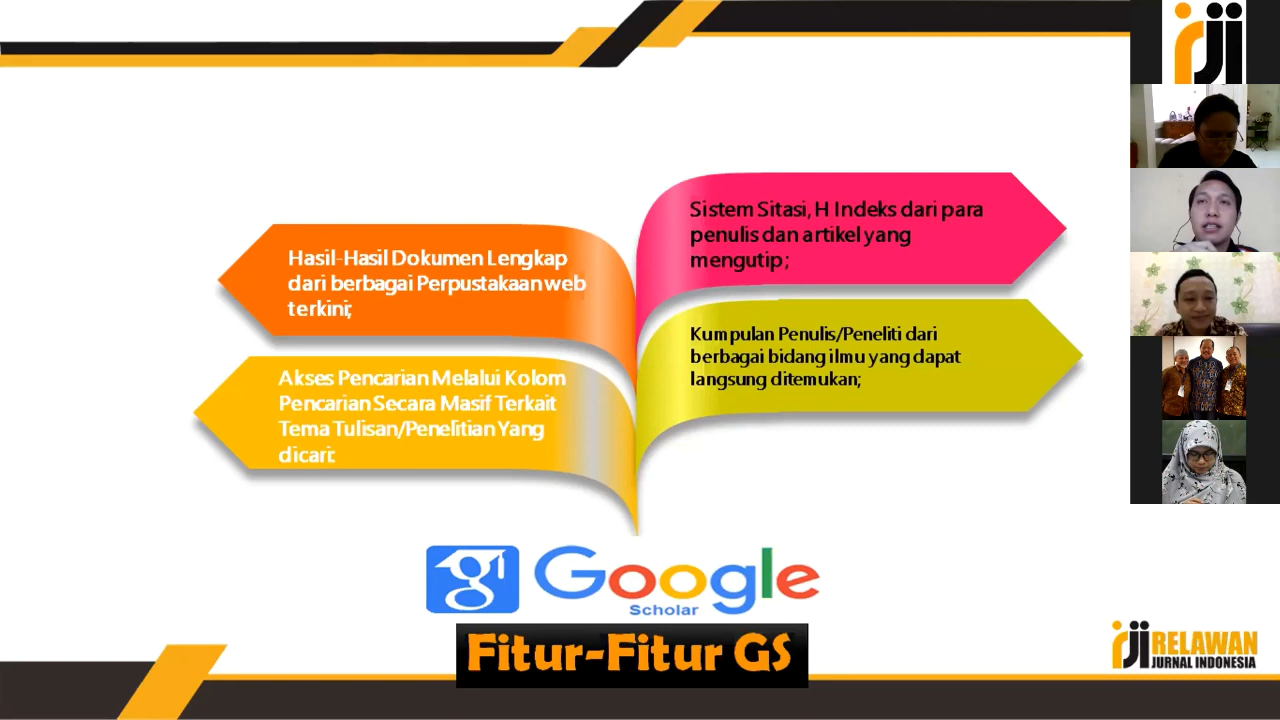 Hasil-Hasil Dokumen Lengkap
dari berbagai Perpustakaan web
terkini;
Akses Pencarian Melalui Kolom
Pencarian Secara Masif Terkait
Tema Tulisan/Penelitian Yang
dicari:
Sistem Sitasi, H Indeks dari para
penulis dan artikel yang
mengutip;
Kumpulan Penulis/Peneliti dari
berbagai bidang ilmu yang dapat
langsung ditemukan;
g Google
Scholar
Fitur-Fitur GS
rji
rji RELAWAN
JURNAL INDONESIA